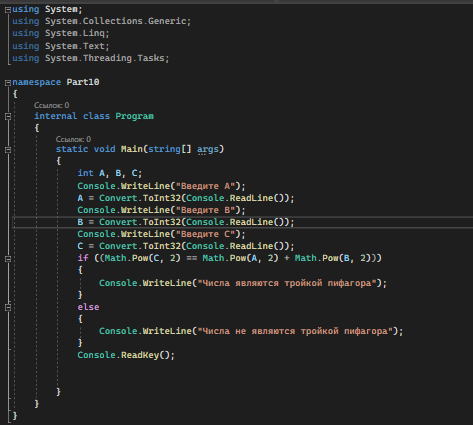 using System;
using System.Collections.Generic;
using System.Linq;
using System.Text;
using System.Threading.Tasks;
namespace Part10
{
Ссылок: 0
internal class Program
{
Ссылок: 0
static void Main(string[] args)
{
int A, B, C;
Console.WriteLine("Введите A");
A = Convert.ToInt32(Console.ReadLine());
Console.WriteLine("Введите B");
B = Convert.ToInt32(Console.ReadLine());
Console.WriteLine("Введите C");
C = Convert.ToInt32(Console.ReadLine());
if ((Math.Pow(C, 2) == Math.Pow(A, 2) + Math.Pow(B, 2)))
{
Console.WriteLine("Числа являются тройкой пифагора");
}
else
{
Console.WriteLine("Числа не являются тройкой пифагора");
}
Console.ReadKey();
}
}
}